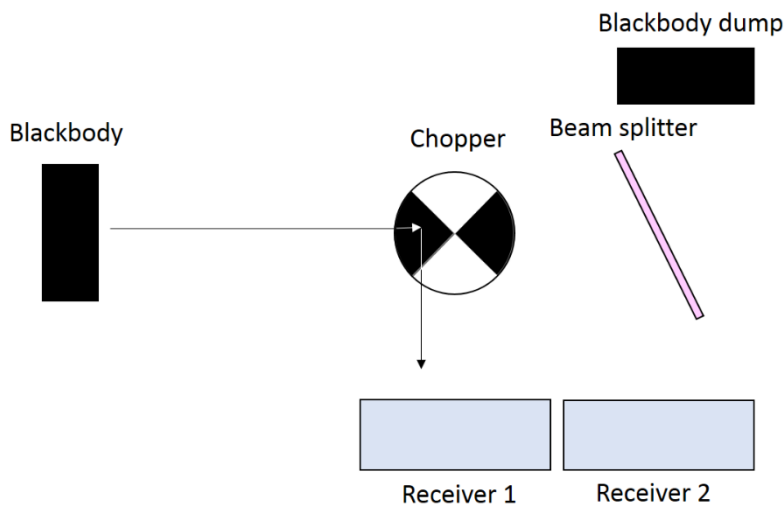 Blackbody dump
Blackbody
Chopper
Beam splitter
Receiver 1
Receiver 2